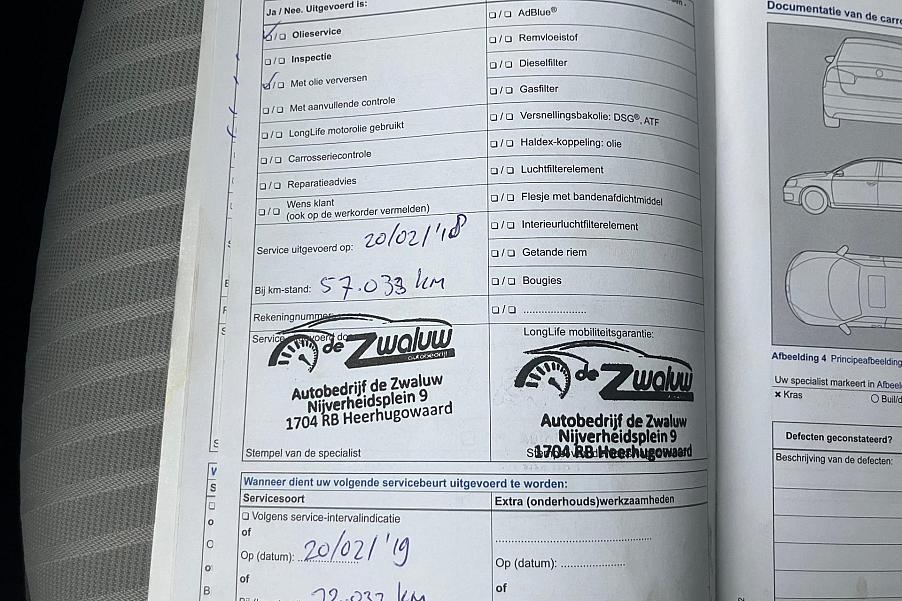 Ja / Nee. Uitgevoerd is:
❏ / ❏ Olieservice
❏ / ❏ Inspectie
❏ / ❏ Met olie verversen
❏ / ❏ Met aanvullende controle
❏ / ❏ LongLife motorolie gebruikt
❏ / ❏ Carrosseriecontrole
❏ / ❏ Reparatieadvies
❏ / ❏ Wens klant
(ook op de werkorder vermelden)
Service uitgevoerd op: 20/02/'18
Bij km-stand: 57.033 km
Rekeningnummer
Service
de Zwaluw
autobedrijf
Autobedrijf de Zwaluw
Nijverheidsplein 9
1704 RB Heerhugowaard
Stempel van de specialist
❏ / ❏ AdBlue®
❏ / ❏ Remvloeistof
❏ / ❏ Dieselfilter
❏ / ❏ Gasfilter
❏ / ❏ Versnellingsbakolie: DSG®, ATF
❏ / ❏ Haldex-koppeling: olie
❏ / ❏ Luchtfilterelement
❏ / ❏ Flesje met bandenafdichtmiddel
❏ / ❏ Interieurluchtfilterelement
❏ / ❏ Getande riem
❏ / ❏ Bougies
❏ / ❏ ....................
LongLife mobiliteitsgarantie:
de Zwaluw
Autobedrijf de Zwaluw
Nijverheidsplein 9
1704 RB Heerhugowaard
Wanneer dient uw volgende servicebeurt uitgevoerd te worden:
Servicesoort
❏ Volgens service-intervalindicatie
of
Op (datum): 20/02/'19
of
72.033 km
Extra (onderhouds)werkzaamheden
Op (datum): ....................
of
Documentatie van de carr
Afbeelding 4 Principeafbeelding
Uw specialist markeert in Afbeel
✗ Kras
○ Buil/d
Defecten geconstateerd?
Beschrijving van de defecten: